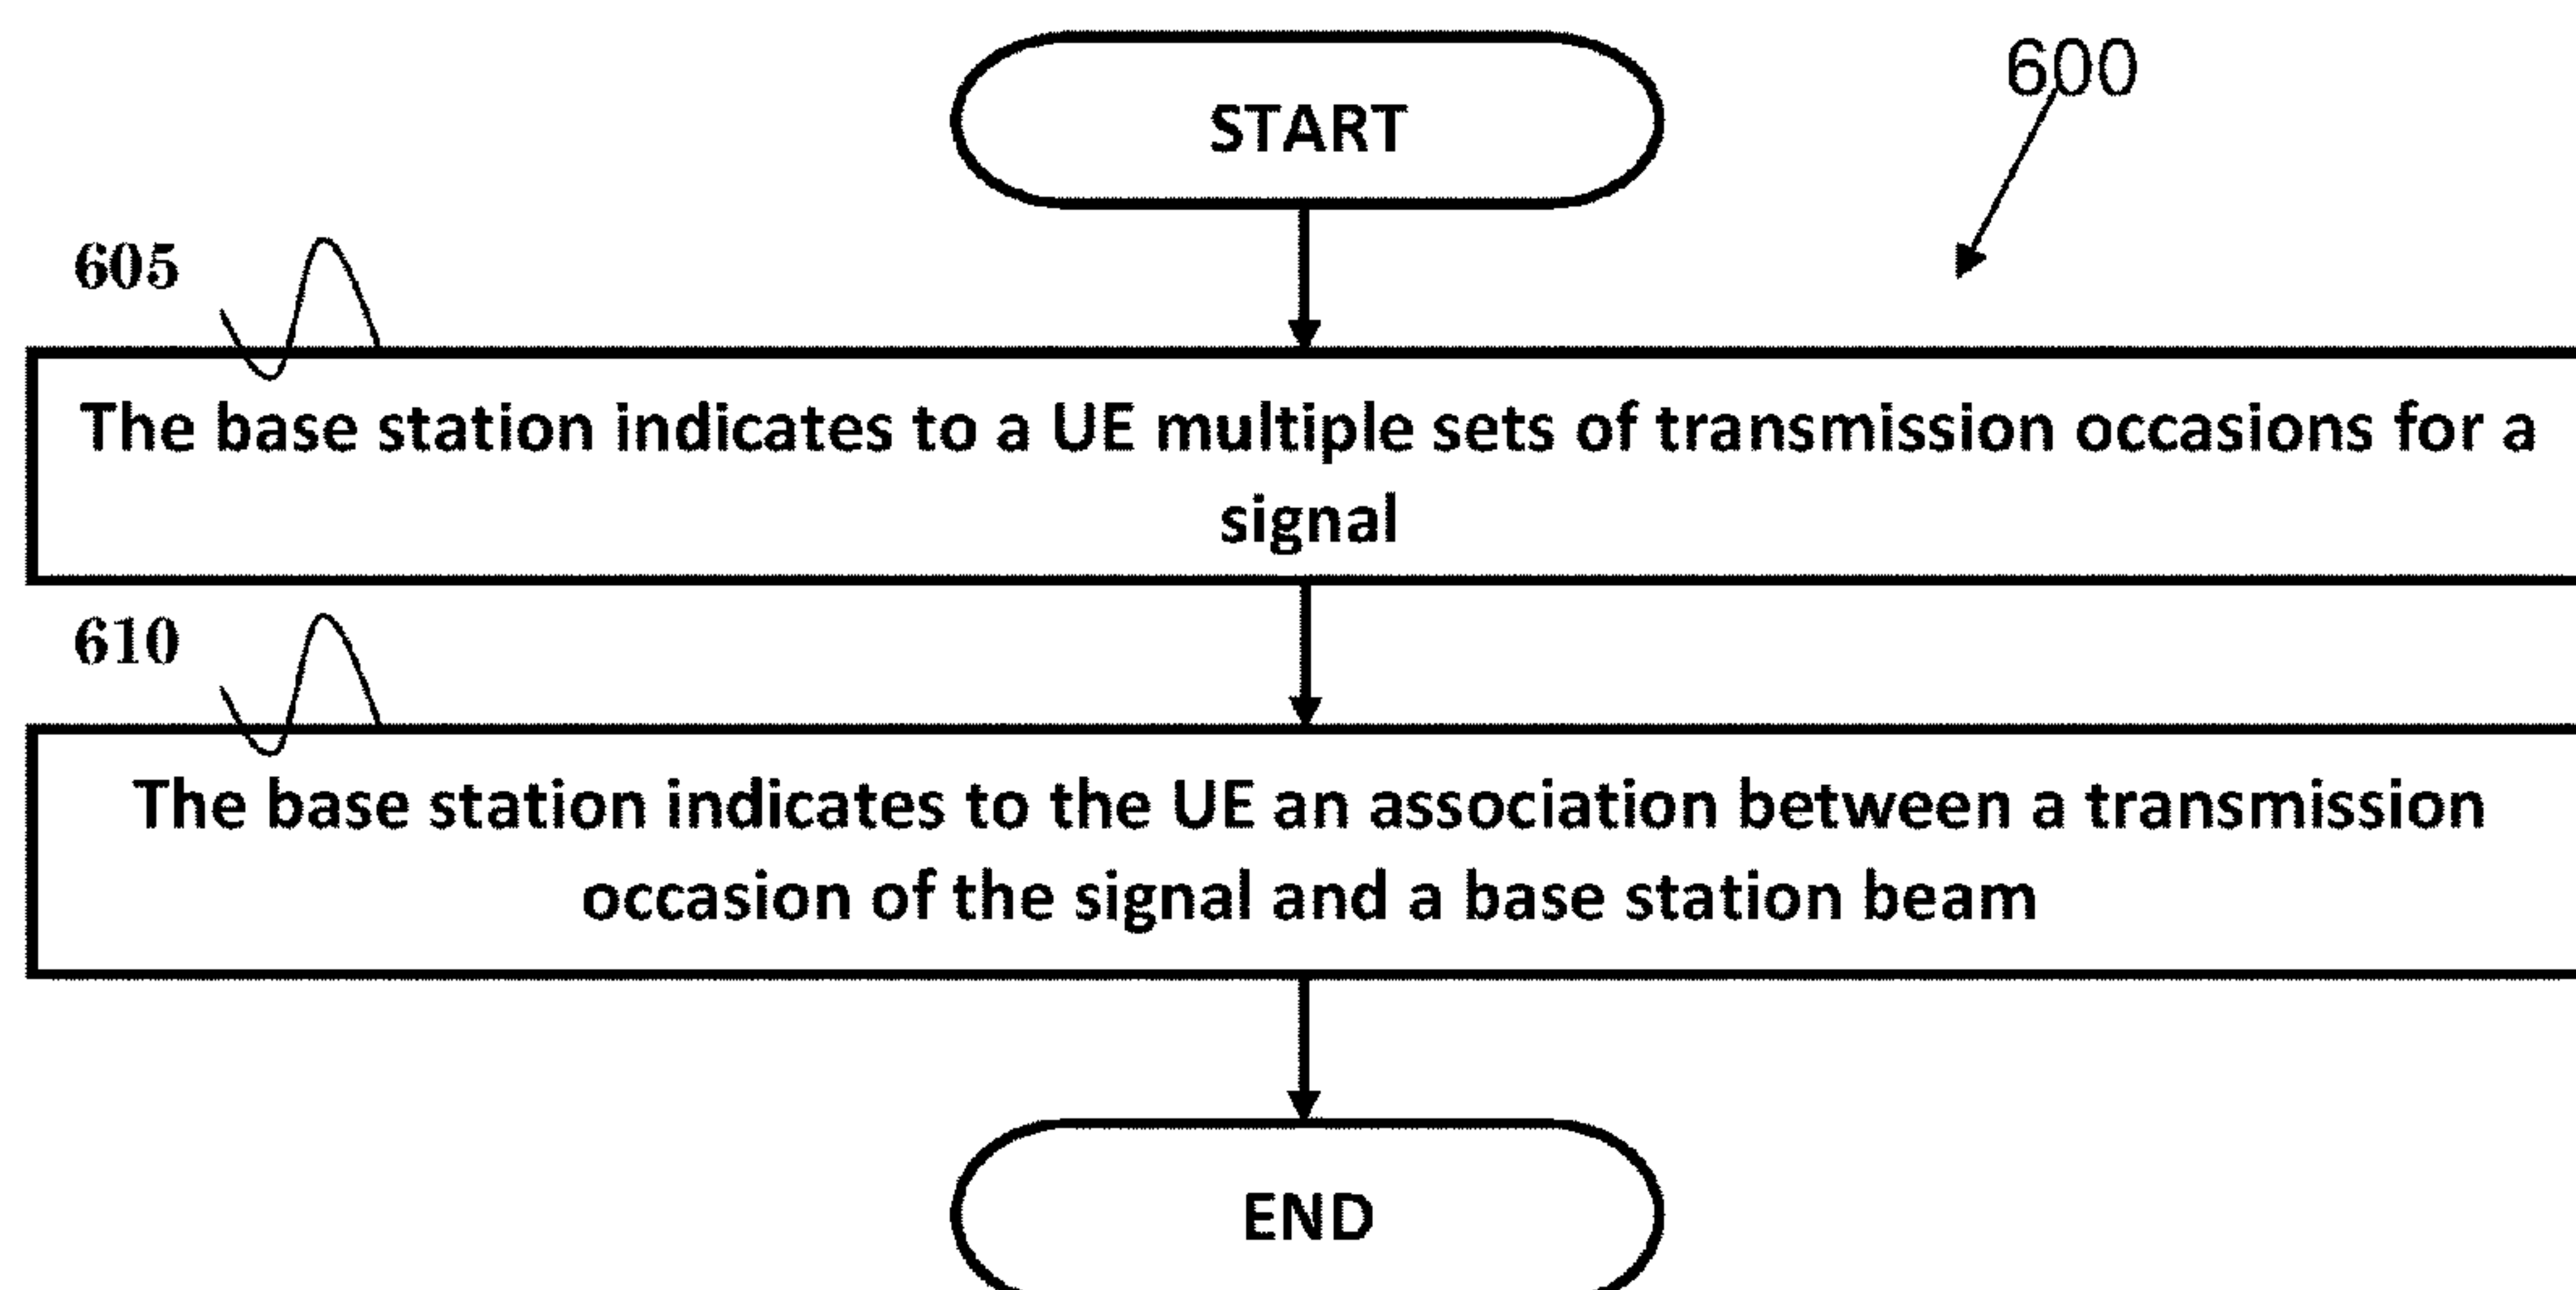 600
START
605
The base station indicates to a UE multiple sets of transmission occasions for a
signal
610
The base station indicates to the UE an association between a transmission
occasion of the signal and a base station beam
END